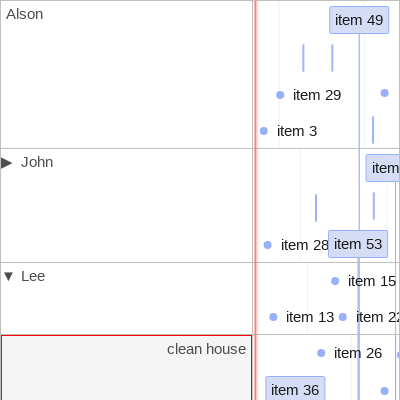 Alson
item 49
item 29
item 3
▶ John
item
item 28
item 53
▼ Lee
item 15
item 13
item 22
clean house
item 26
item 36